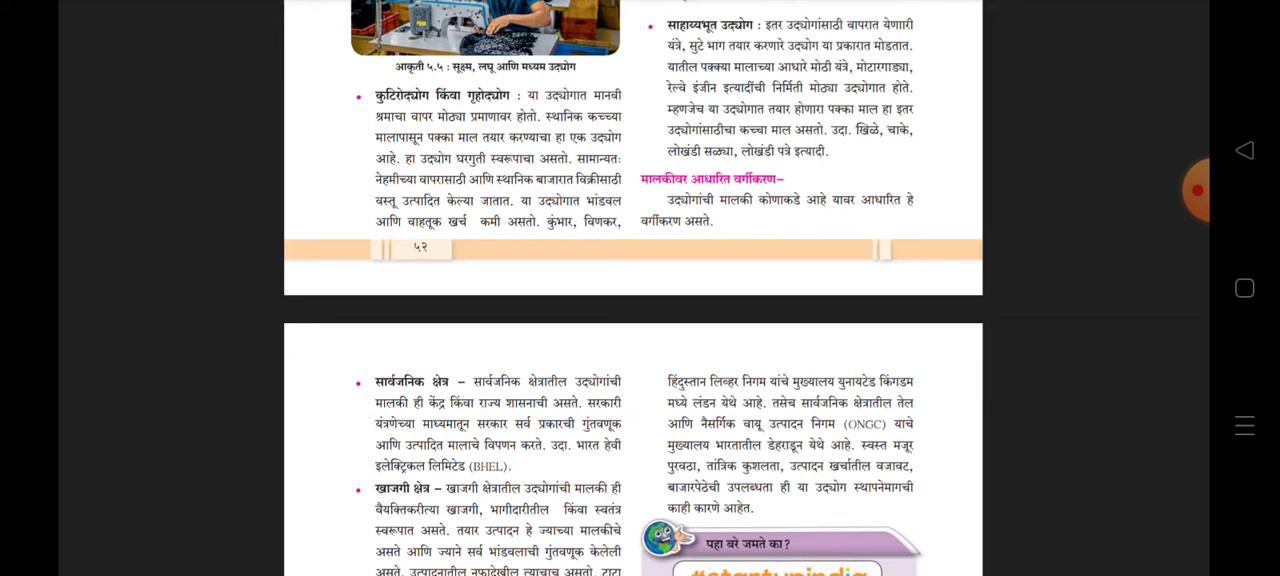 आकृती ५.५ : सूक्ष्म, लघू आणि मध्यम उद्योग
• कुटिरोद्योग किंवा गृहोद्योग : या उद्योगात मानवी
श्रमाचा वापर मोठ्या प्रमाणावर होतो. स्थानिक कच्च्या
मालापासून पक्का माल तयार करण्याचा हा एक उद्योग
आहे. हा उद्योग घरगुती स्वरूपाचा असतो. सामान्यतः
नेहमीच्या वापरासाठी आणि स्थानिक बाजारात विक्रीसाठी
वस्तू उत्पादित केल्या जातात. या उद्योगात भांडवल
आणि वाहतूक खर्च कमी असतो. कुंभार, विणकर,
• साहाय्यभूत उद्योग : इतर उद्योगांसाठी वापरात येणारी
यंत्रे, सुटे भाग तयार करणारे उद्योग या प्रकारात मोडतात.
यातील पक्क्या मालाच्या आधारे मोठी यंत्रे, मोटारगाड्या,
रेल्वे इंजीन इत्यादींची निर्मिती मोठ्या उद्योगात होते.
म्हणजेच या उद्योगात तयार होणारा पक्का माल हा इतर
उद्योगांसाठीचा कच्चा माल असतो. उदा. खिळे, चाके,
लोखंडी सळ्या, लोखंडी पत्रे इत्यादी.
मालकीवर आधारित वर्गीकरण–
उद्योगांची मालकी कोणाकडे आहे यावर आधारित हे
वर्गीकरण असते.
५२
• सार्वजनिक क्षेत्र – सार्वजनिक क्षेत्रातील उद्योगांची
मालकी ही केंद्र किंवा राज्य शासनाची असते. सरकारी
यंत्रणेच्या माध्यमातून सरकार सर्व प्रकारची गुंतवणूक
आणि उत्पादित मालाचे विपणन करते. उदा. भारत हेवी
इलेक्ट्रिकल लिमिटेड (BHEL).
• खाजगी क्षेत्र – खाजगी क्षेत्रातील उद्योगांची मालकी ही
वैयक्तिकरीत्या खाजगी, भागीदारीतील किंवा स्वतंत्र
स्वरूपात असते. तयार उत्पादन हे ज्याच्या मालकीचे
असते आणि ज्याने सर्व भांडवलाची गुंतवणूक केलेली
असते. उत्पादनातील नफादेखील त्याचाच असतो. टाटा
हिंदुस्तान लिव्हर निगम यांचे मुख्यालय युनायटेड किंगडम
मध्ये लंडन येथे आहे. तसेच सार्वजनिक क्षेत्रातील तेल
आणि नैसर्गिक वायू उत्पादन निगम (ONGC) याचे
मुख्यालय भारतातील डेहराडून येथे आहे. स्वस्त मजूर
पुरवठा, तांत्रिक कुशलता, उत्पादन खर्चातील वजावट,
बाजारपेठेची उपलब्धता ही या उद्योग स्थापनेमागची
काही कारणे आहेत.
पहा बरे जमते का?
#startupindia